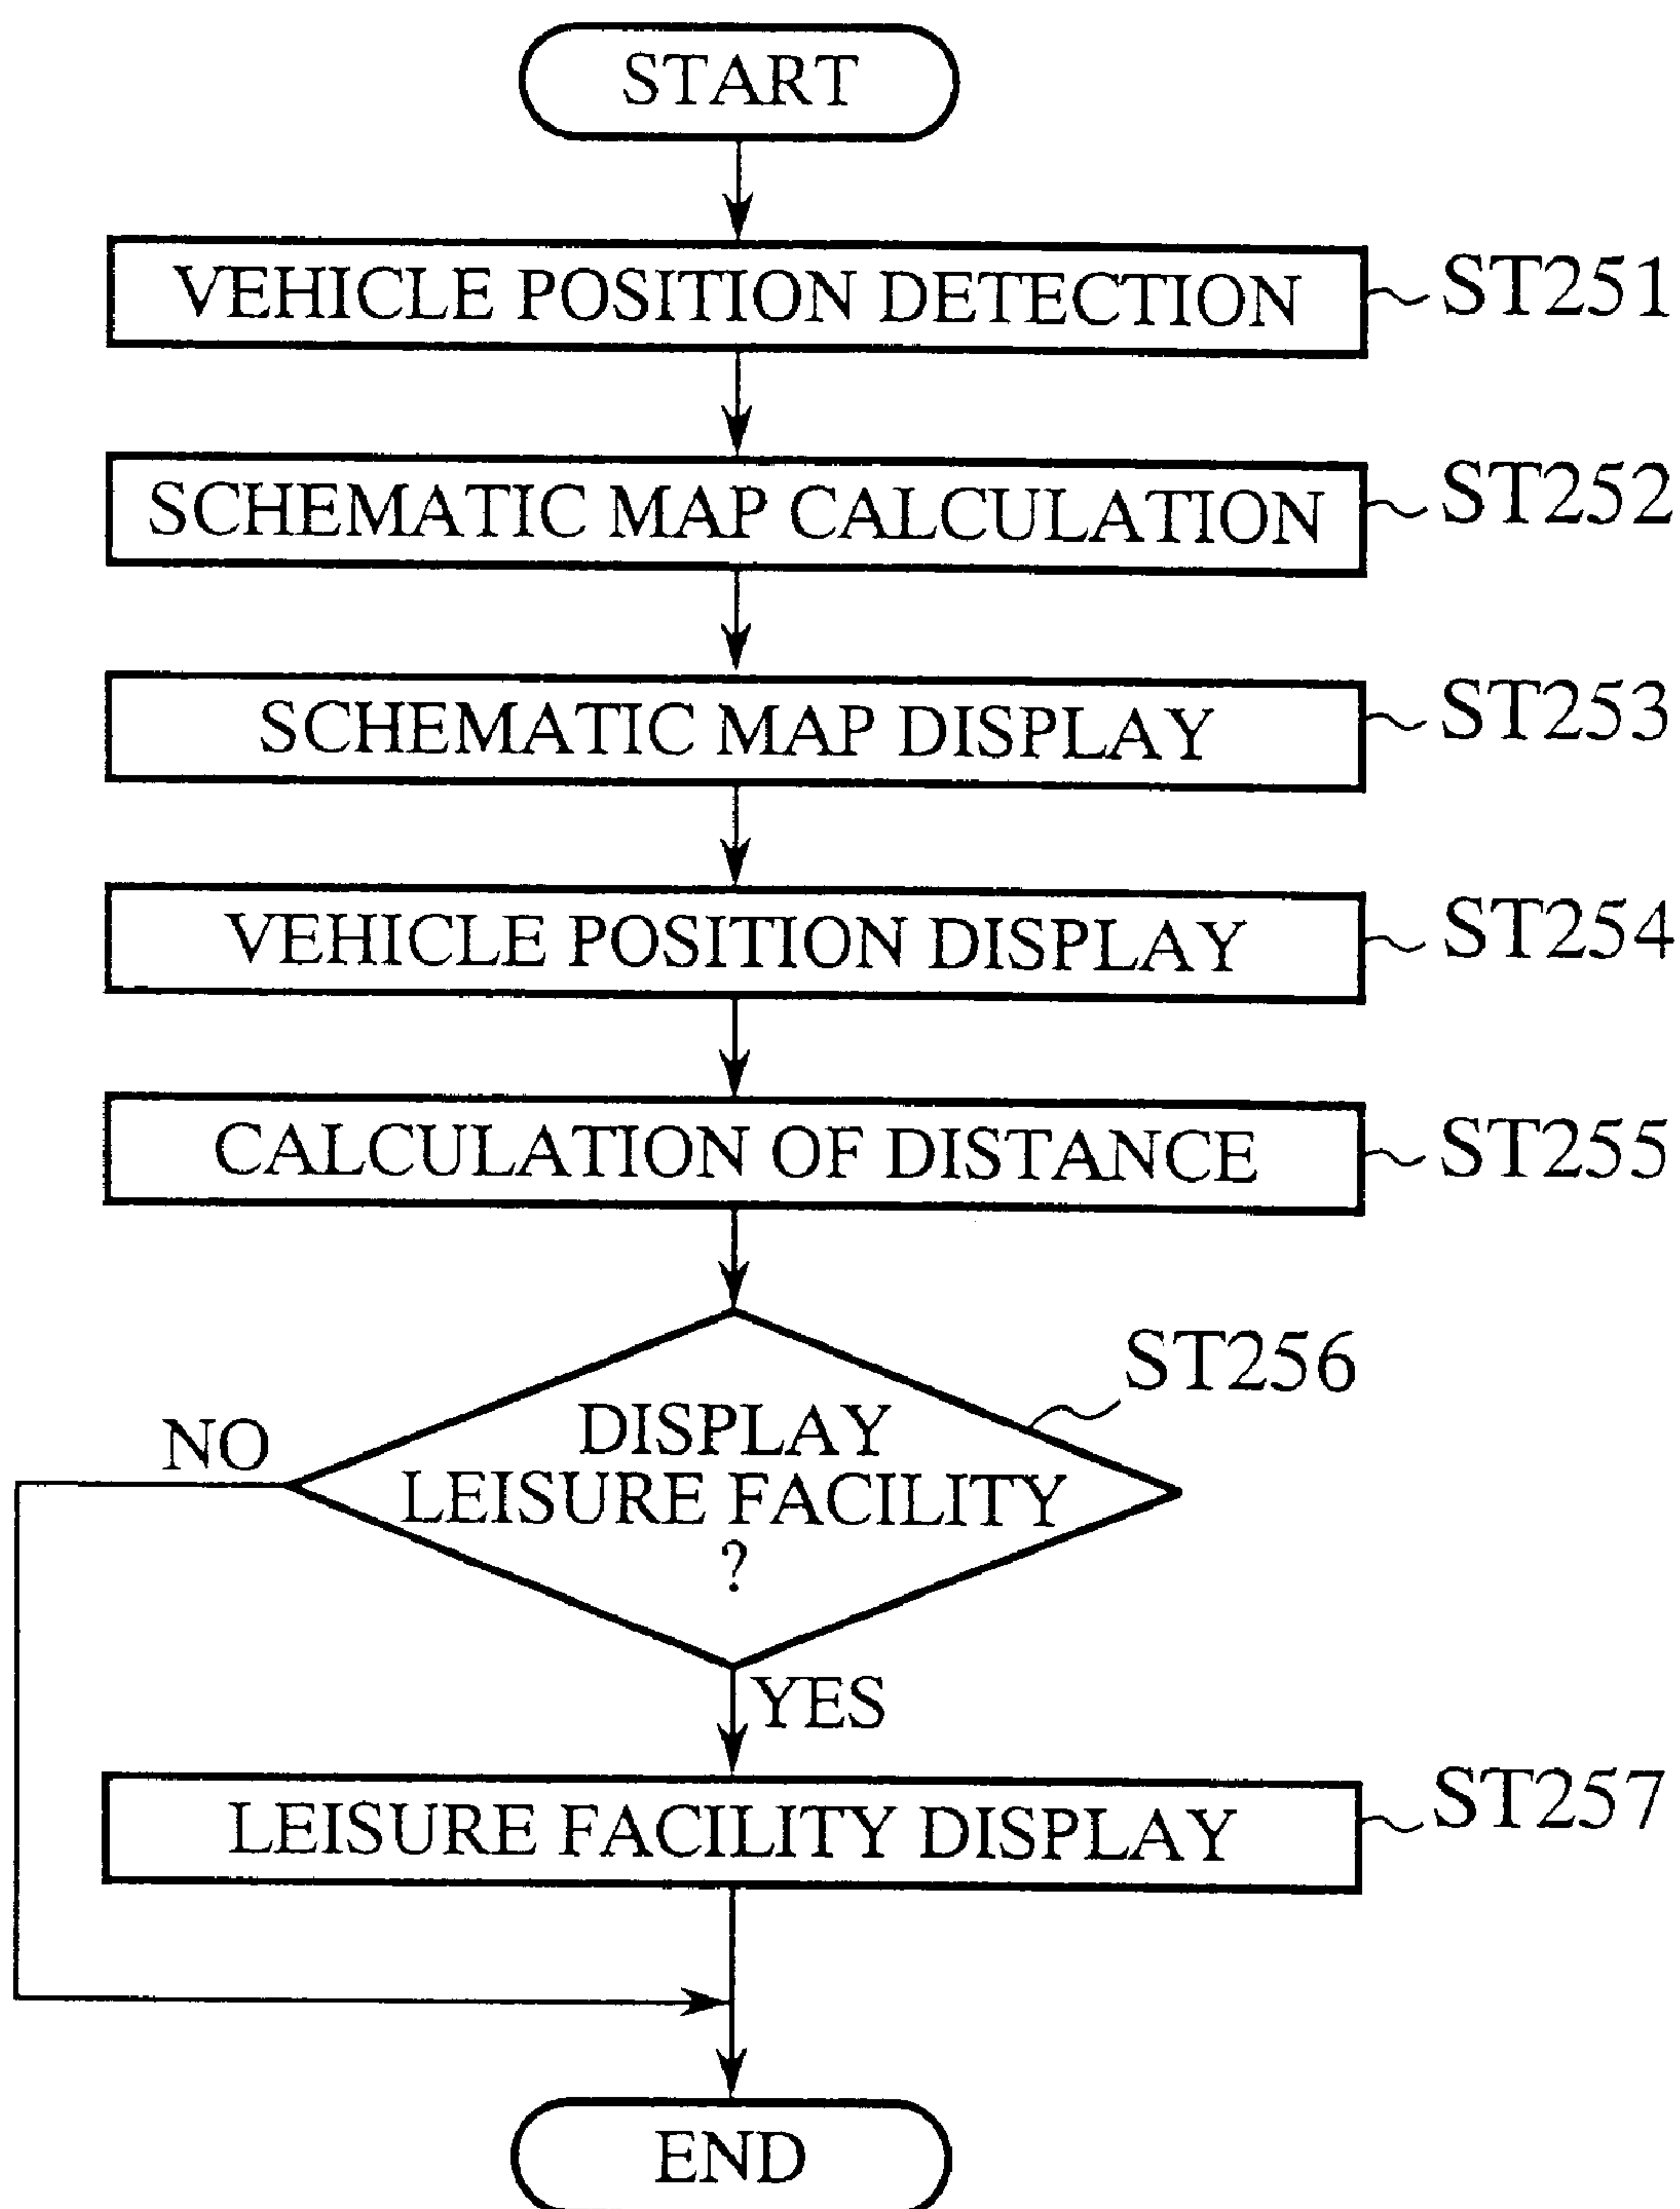 START
VEHICLE POSITION DETECTION
ST251
SCHEMATIC MAP CALCULATION
ST252
SCHEMATIC MAP DISPLAY
ST253
VEHICLE POSITION DISPLAY
ST254
CALCULATION OF DISTANCE
ST255
ST256
DISPLAY
LEISURE FACILITY
?
NO
YES
LEISURE FACILITY DISPLAY
ST257
END